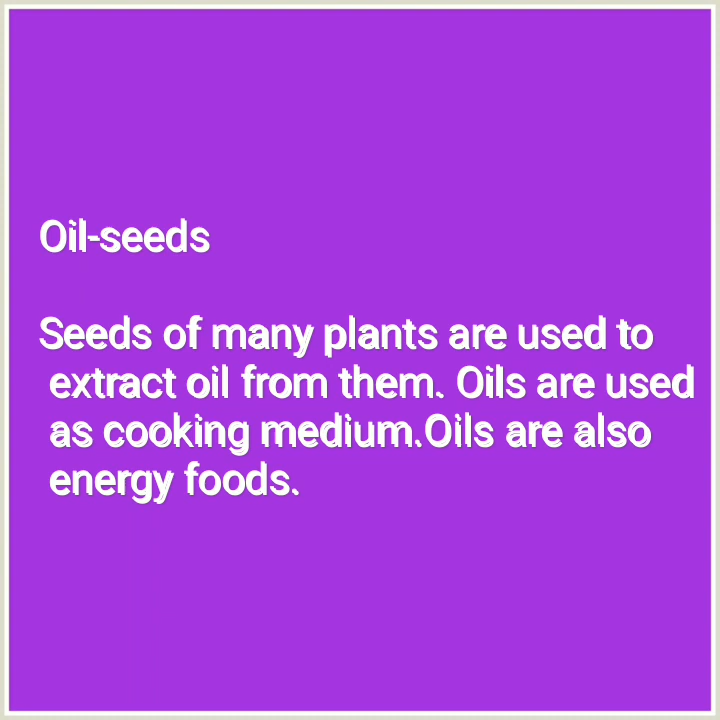 Oil-seeds
Seeds of many plants are used to
extract oil from them. Oils are used
as cooking medium.Oils are also
energy foods.